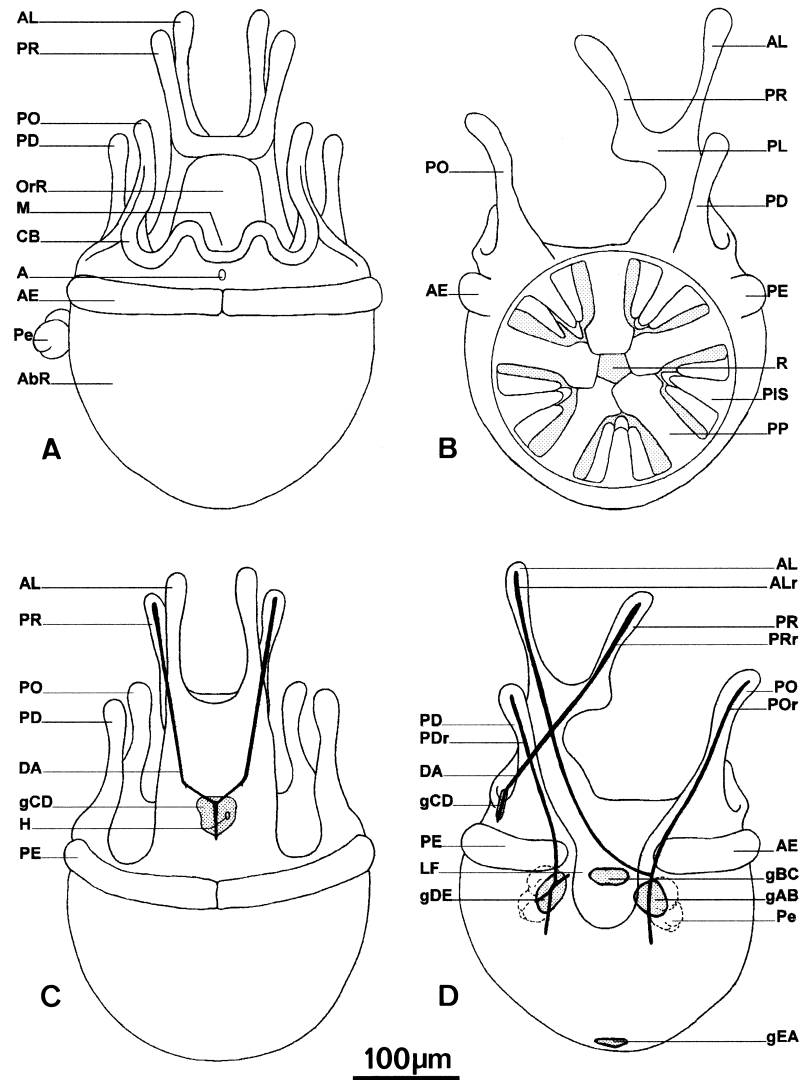 AL
PR
PO
PD
OrR
M
CB
A
AE
Pe
AbR
A
AL
PR
PL
PO
PD
AE
PE
R
PIS
PP
B
AL
PR
PO
PD
DA
gCD
H
PE
C
AL
ALr
PR
PRr
PO
POr
PD
PDr
DA
gCD
PE
AE
LF
gBC
gDE
gAB
Pe
D
gEA
100µm